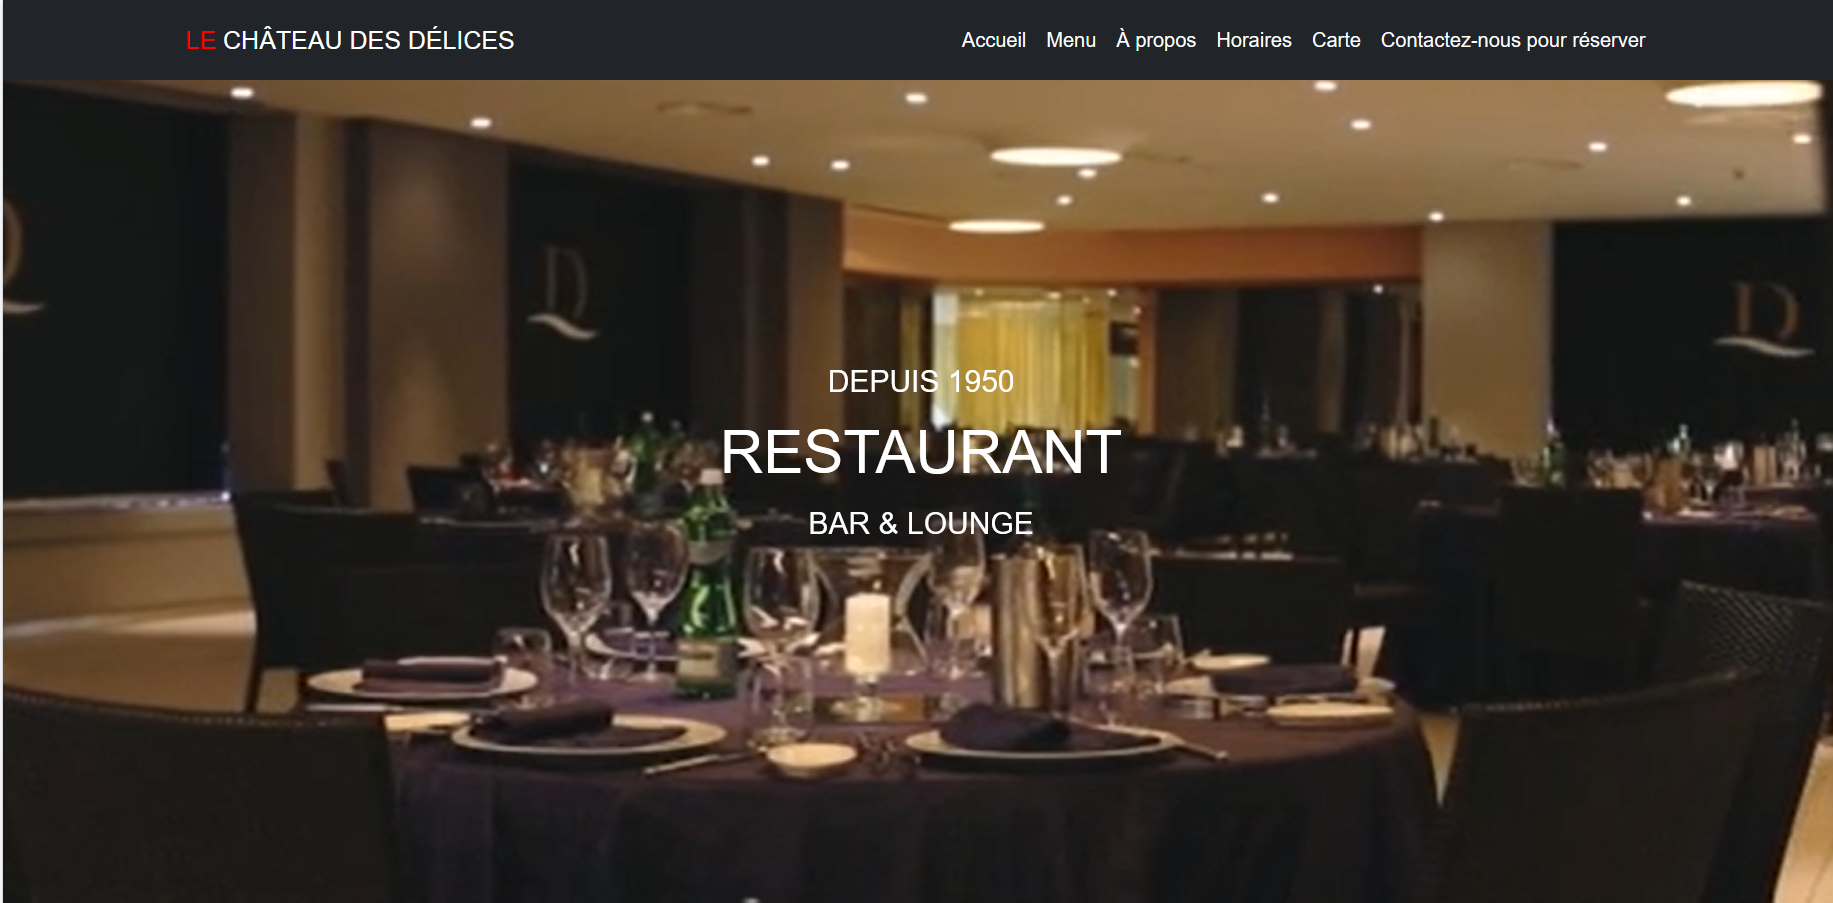 LE CHÂTEAU DES DÉLICES
Accueil Menu À propos Horaires Carte Contactez-nous pour réserver
DEPUIS 1950
RESTAURANT
BAR & LOUNGE